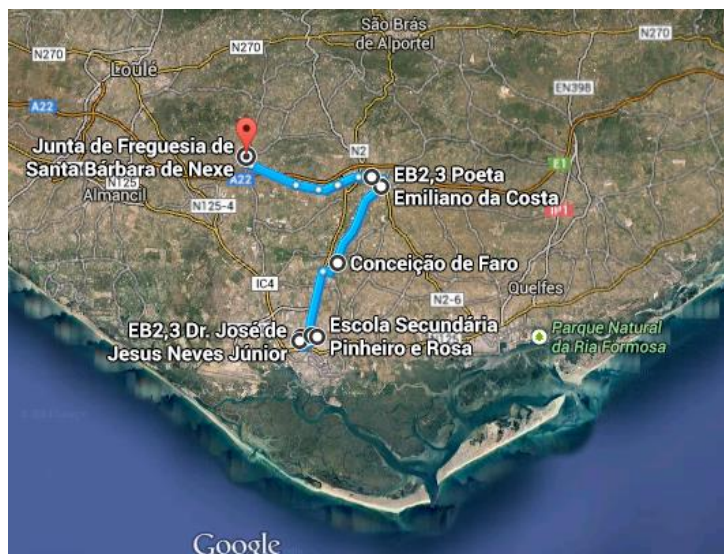 São Brás
de Alportel
N270
N270
N270
Loulé
EN398
A22
N2
E1
Junta de Freguesia de
Santa Bárbara de Nexe
A22
EB2,3 Poeta
Emiliano da Costa
N125
Almancil
N125-4
IP1
Conceição de Faro
IC4
Quelfes
N2-6
EB2,3 Dr. José de
Jesus Neves Júnior
Escola Secundária
Pinheiro e Rosa
Parque Natural
da Ria Formosa
Google